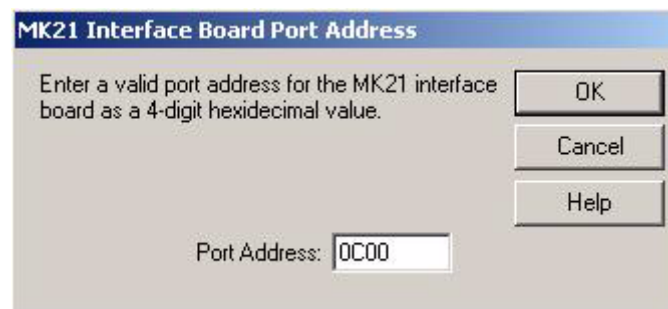 MK21 Interface Board Port Address
Enter a valid port address for the MK21 interface
board as a 4-digit hexidecimal value.
OK
Cancel
Help
Port Address: 0C00